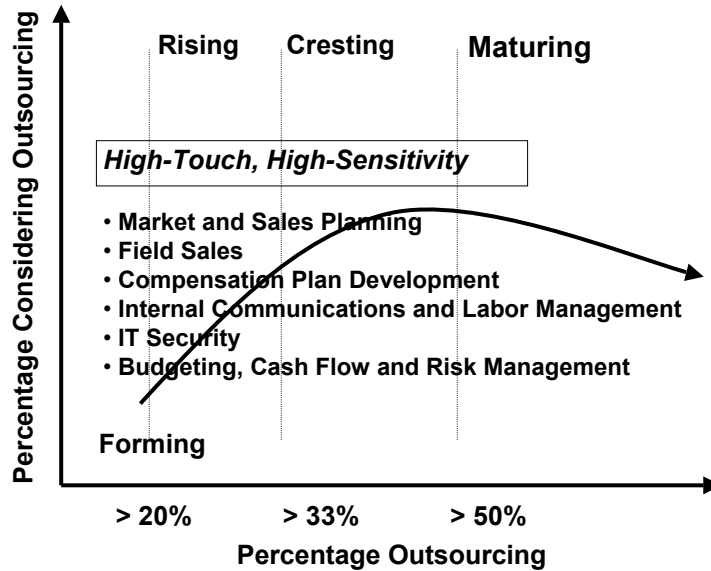 Rising Cresting Maturing
High-Touch, High-Sensitivity
• Market and Sales Planning
• Field Sales
• Compensation Plan Development
• Internal Communications and Labor Management
• IT Security
• Budgeting, Cash Flow and Risk Management
Forming
> 20% > 33% > 50%
Percentage Outsourcing
Percentage Considering Outsourcing